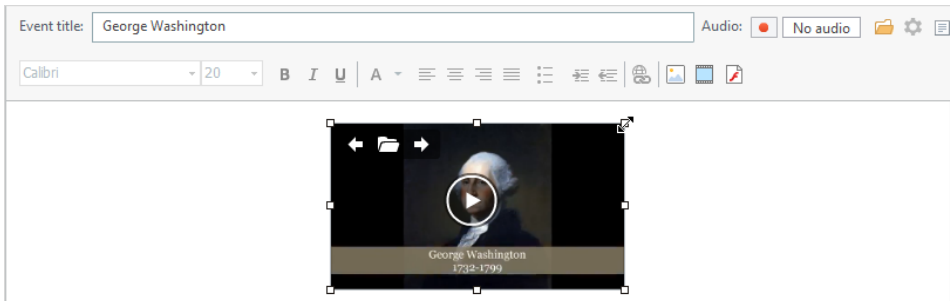 Event title: George Washington Audio: No audio
Calibri 20 B I U A
George Washington
1732-1799